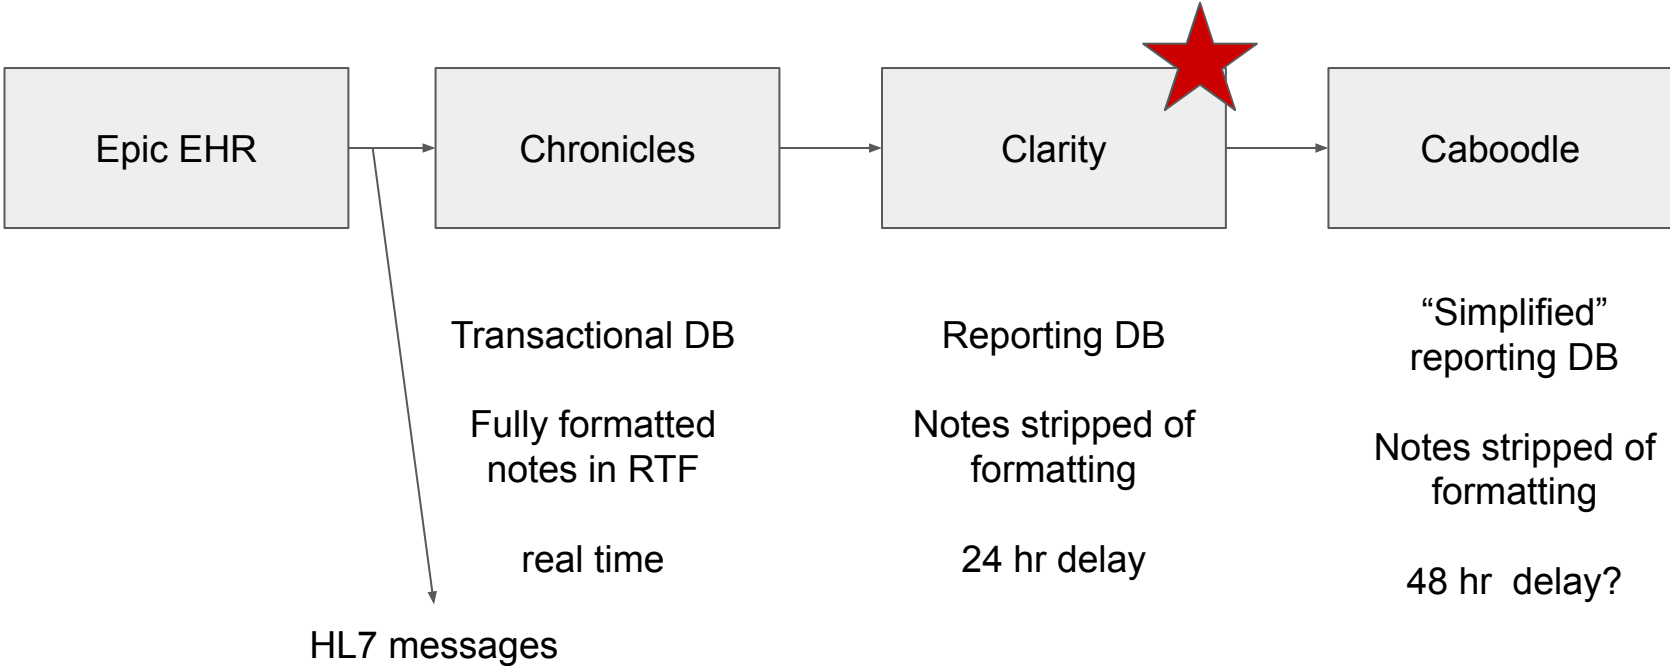 Epic EHR
Chronicles
Clarity
Caboodle
Transactional DB
Fully formatted
notes in RTF
real time
Reporting DB
Notes stripped of
formatting
24 hr delay
“Simplified”
reporting DB
Notes stripped of
formatting
48 hr  delay?
HL7 messages